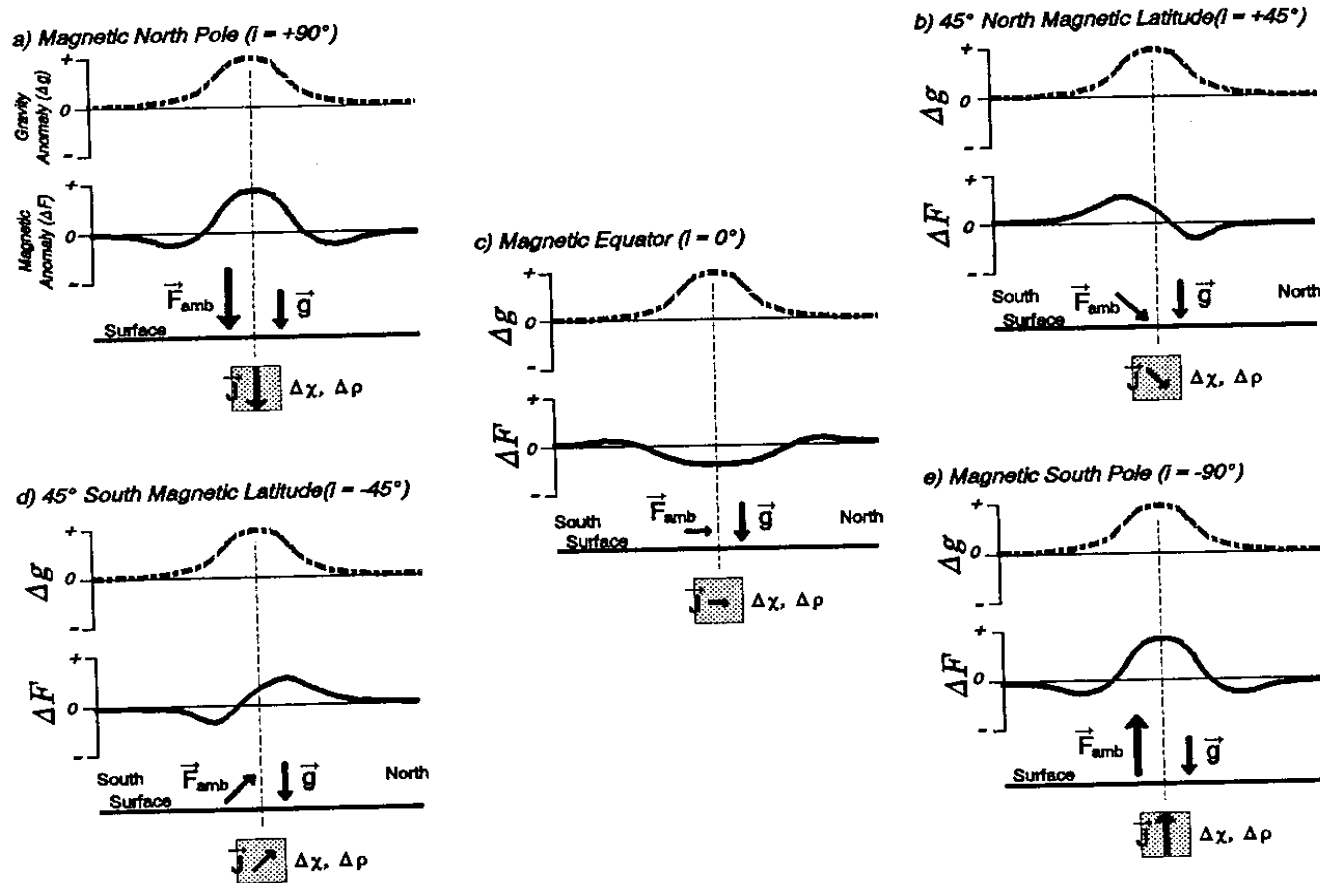 a) Magnetic North Pole (i = +90°)
+
0
−
Gravity
Anomaly (Δg)
+
0
−
Magnetic
Anomaly (ΔF)
F⃗amb
g⃗
Surface
J⃗
Δχ, Δρ
b) 45° North Magnetic Latitude(i = +45°)
+
0
−
Δg
+
0
−
ΔF
South
Surface
F⃗amb
g⃗
North
J⃗
Δχ, Δρ
c) Magnetic Equator (i = 0°)
+
0
−
Δg
+
0
−
ΔF
South
Surface
F⃗amb
g⃗
North
J⃗
Δχ, Δρ
d) 45° South Magnetic Latitude(i = -45°)
+
0
−
Δg
+
0
−
ΔF
South
Surface
F⃗amb
g⃗
North
J⃗
Δχ, Δρ
e) Magnetic South Pole (i = -90°)
+
0
−
Δg
+
0
−
ΔF
F⃗amb
g⃗
Surface
J⃗
Δχ, Δρ